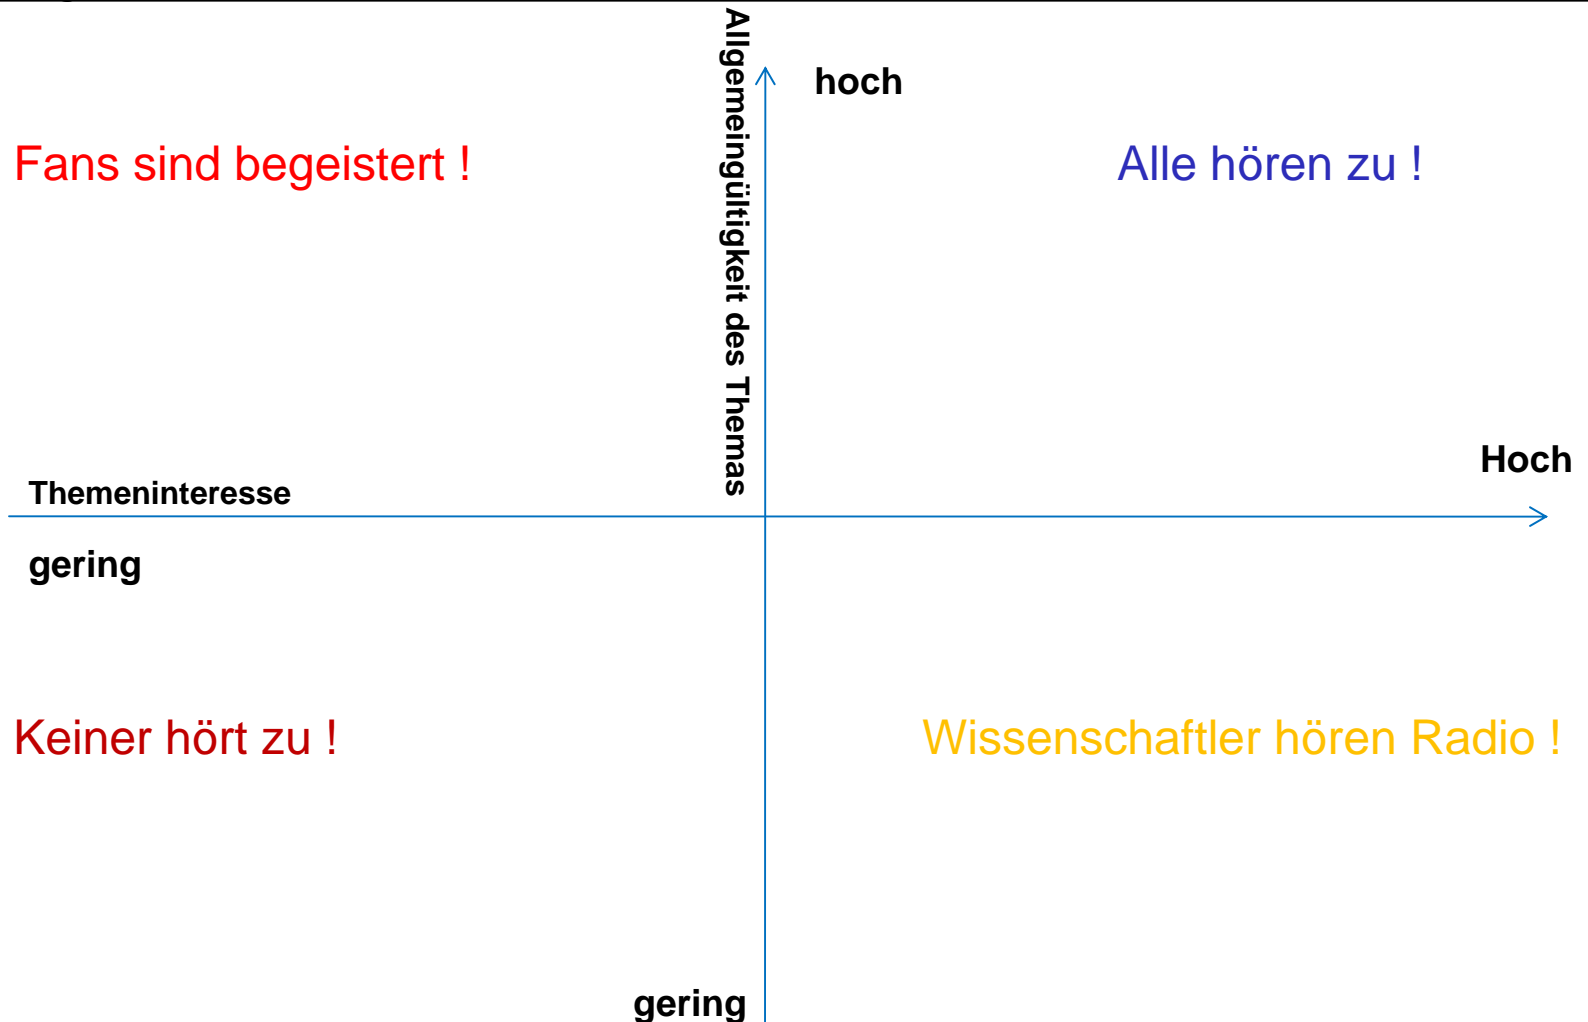 Allgemeingültigkeit des Themas
hoch
Fans sind begeistert !
Alle hören zu !
Hoch
Themeninteresse
gering
Keiner hört zu !
Wissenschaftler hören Radio !
gering